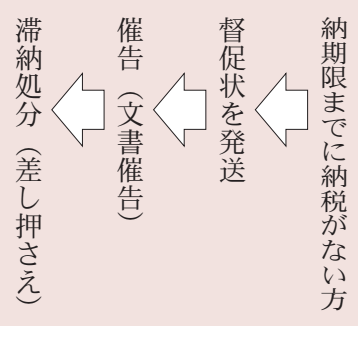 納期限までに納税がない方
督促状を発送
催告（文書催告）
滞納処分（差し押さえ）